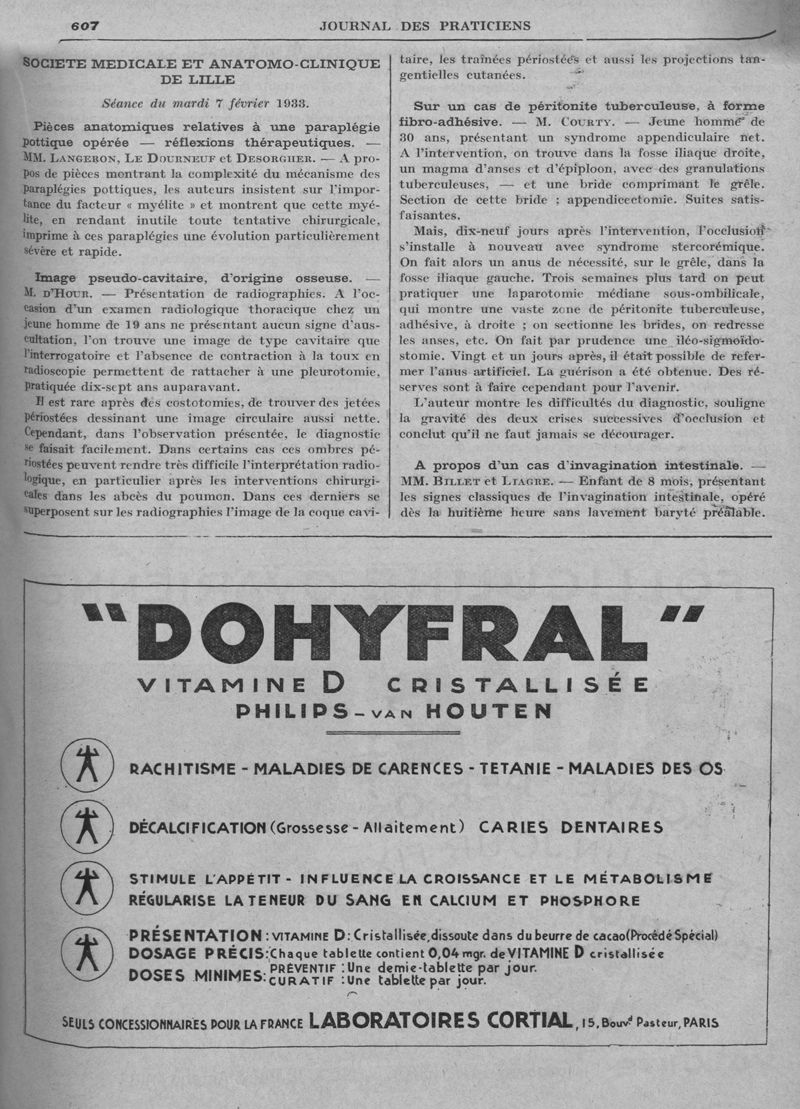 607
JOURNAL DES PRATICIENS
SOCIETE MEDICALE ET ANATOMO-CLINIQUE
DE LILLE
Séance du mardi 7 février 1933.
Pièces anatomiques relatives à une paraplégie
pottique opérée — réflexions thérapeutiques. —
MM. LANGERON, LE DOURNEUF et DESORGHER. — A pro-
pos de pièces montrant la complexité du mécanisme des
paraplégies pottiques, les auteurs insistent sur l'impor-
tance du facteur « myélite » et montrent que cette myé-
lite, en rendant inutile toute tentative chirurgicale,
imprime à ces paraplégies une évolution particulièrement
sévère et rapide.
Image pseudo-cavitaire, d'origine osseuse. —
M. D'HOUR. — Présentation de radiographies. A l'oc-
casion d'un examen radiologique thoracique chez un
jeune homme de 19 ans ne présentant aucun signe d'aus-
cultation, l'on trouve une image de type cavitaire que
l'interrogatoire et l'absence de contraction à la toux en
radioscopie permettent de rattacher à une pleurotomie,
pratiquée dix-sept ans auparavant.
Il est rare après des costotomies, de trouver des jetées
périostées dessinant une image circulaire aussi nette.
Cependant, dans l'observation présentée, le diagnostic
se faisait facilement. Dans certains cas ces ombres pé-
riostées peuvent rendre très difficile l'interprétation radio-
logique, en particulier après les interventions chirurgi-
cales dans les abcès du poumon. Dans ces derniers se
superposent sur les radiographies l'image de la coque cavi-
taire, les traînées périostées et aussi les projections tan-
gentielles cutanées.
Sur un cas de péritonite tuberculeuse, à forme
fibro-adhésive. — M. COURTY. — Jeune homme de
30 ans, présentant un syndrome appendiculaire net.
A l'intervention, on trouve dans la fosse iliaque droite,
un magma d'anses et d'épiploon, avec des granulations
tuberculeuses, — et une bride comprimant le grêle.
Section de cette bride ; appendicectomie. Suites satis-
faisantes.
Mais, dix-neuf jours après l'intervention, l'occlusion
s'installe à nouveau avec syndrome stercorémique.
On fait alors un anus de nécessité, sur le grêle, dans la
fosse iliaque gauche. Trois semaines plus tard on peut
pratiquer une laparotomie médiane sous-ombilicale,
qui montre une vaste zone de péritonite tuberculeuse,
adhésive, à droite ; on sectionne les brides, on redresse
les anses, etc. On fait par prudence une iléo-sigmoïdo-
stomie. Vingt et un jours après, il était possible de refer-
mer l'anus artificiel. La guérison a été obtenue. Des ré-
serves sont à faire cependant pour l'avenir.
L'auteur montre les difficultés du diagnostic, souligne
la gravité des deux crises successives d'occlusion et
conclut qu'il ne faut jamais se décourager.
A propos d'un cas d'invagination intestinale. —
MM. BILLET et LIAGRE. — Enfant de 8 mois, présentant
les signes classiques de l'invagination intestinale, opéré
dès la huitième heure sans lavement baryté préalable.
"DOHYFRAL"
VITAMINE D CRISTALLISÉE
PHILIPS - VAN HOUTEN
RACHITISME - MALADIES DE CARENCES - TETANIE - MALADIES DES OS
DÉCALCIFICATION (Grossesse - Allaitement) CARIES DENTAIRES
STIMULE L'APPÉTIT - INFLUENCE LA CROISSANCE ET LE MÉTABOLISME
RÉGULARISE LA TENEUR DU SANG EN CALCIUM ET PHOSPHORE
PRÉSENTATION : VITAMINE D : Cristallisée, dissoute dans du beurre de cacao (Procédé Spécial)
DOSAGE PRÉCIS : Chaque tablette contient 0,04 mgr. de VITAMINE D cristallisée
DOSES MINIMES : PRÉVENTIF : Une demie-tablette par jour.
CURATIF : Une tablette par jour.
SEULS CONCESSIONNAIRES POUR LA FRANCE LABORATOIRES CORTIAL, 15, Bouvd Pasteur, PARIS